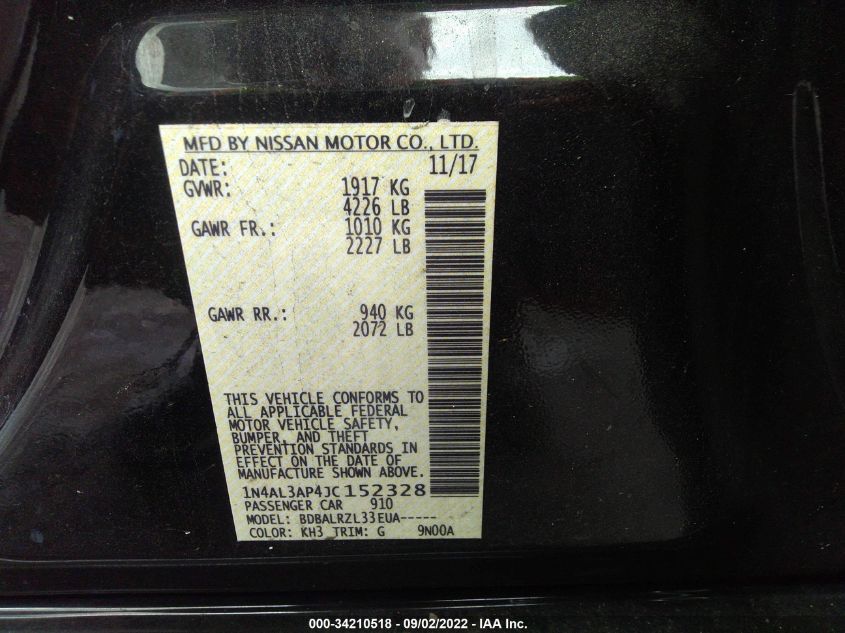 MFD BY NISSAN MOTOR CO., LTD.
DATE: 11/17
GVWR: 1917 KG
4226 LB
GAWR FR.: 1010 KG
2227 LB
GAWR RR.: 940 KG
2072 LB
THIS VEHICLE CONFORMS TO
ALL APPLICABLE FEDERAL
MOTOR VEHICLE SAFETY,
BUMPER, AND THEFT
PREVENTION STANDARDS IN
EFFECT ON THE DATE OF
MANUFACTURE SHOWN ABOVE.
1N4AL3AP4JC152328
PASSENGER CAR 910
MODEL: BDBALRZL33EUA-----
COLOR: KH3 TRIM: G 9N00A
000-34210518 - 09/02/2022 - IAA Inc.